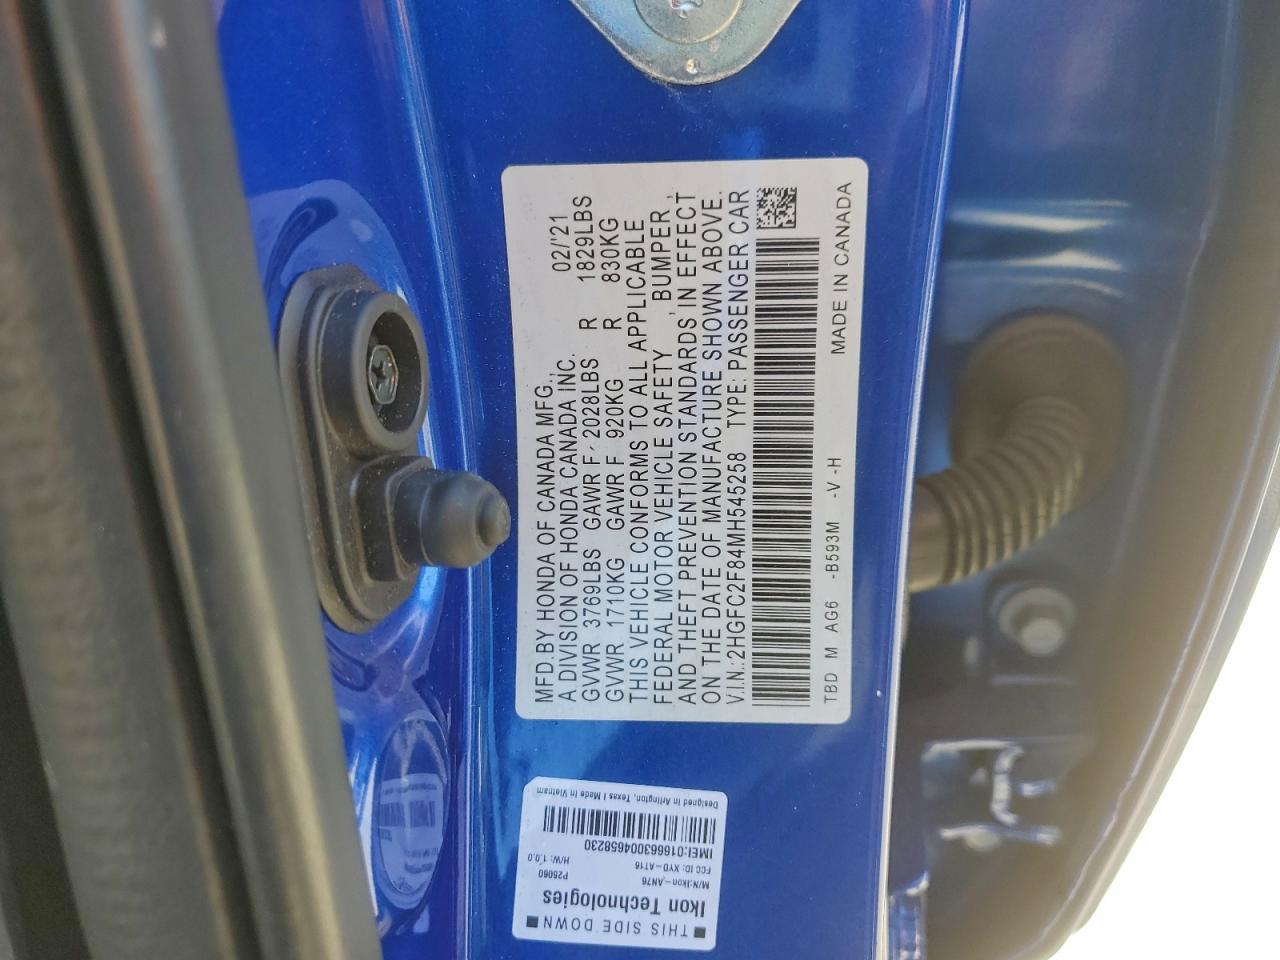 MFD.BY HONDA OF CANADA MFG., 02/'21
A DIVISION OF HONDA CANADA INC.
GVWR 3769LBS GAWR F 2028LBS R 1829LBS
GVWR 1710KG GAWR F 920KG R 830KG
THIS VEHICLE CONFORMS TO ALL APPLICABLE
FEDERAL MOTOR VEHICLE SAFETY , BUMPER ,
AND THEFT PREVENTION STANDARDS IN EFFECT
ON THE DATE OF MANUFACTURE SHOWN ABOVE.
V.I.N.:2HGFC2F84MH545258 TYPE: PASSENGER CAR
TBD M AG6 -B593M -V -H MADE IN CANADA
THIS SIDE DOWN
Ikon Technologies
M/N:Ikon-AN76 P25060
FCC ID: XYD-AT16 H/W: 1.0.0
IMEI:016663004658230
Designed in Arlington, Texas | Made in Vietnam